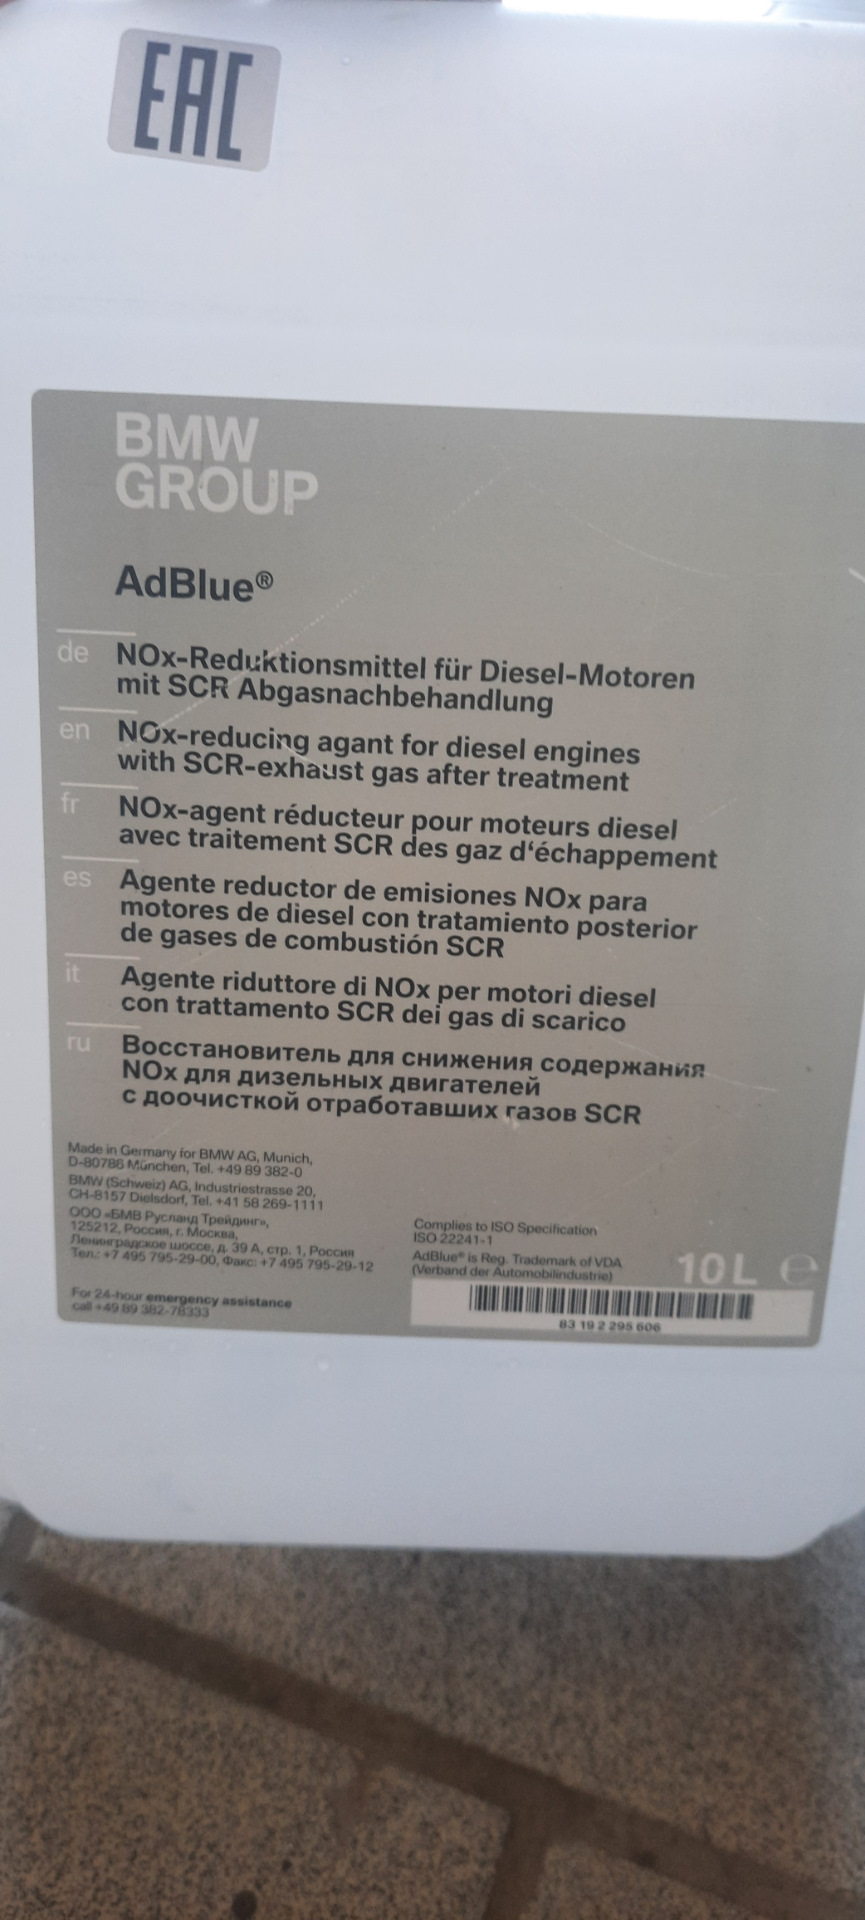 EAC
BMW
GROUP
AdBlue®
de
NOx-Reduktionsmittel für Diesel-Motoren
mit SCR Abgasnachbehandlung
en
NOx-reducing agant for diesel engines
with SCR-exhaust gas after treatment
fr
NOx-agent réducteur pour moteurs diesel
avec traitement SCR des gaz d‘échappement
es
Agente reductor de emisiones NOx para
motores de diesel con tratamiento posterior
de gases de combustión SCR
it
Agente riduttore di NOx per motori diesel
con trattamento SCR dei gas di scarico
ru
Восстановитель для снижения содержания
NOx для дизельных двигателей
с доочисткой отработавших газов SCR
Made in Germany for BMW AG, Munich,
D-80788 München, Tel. +49 89 382-0
BMW (Schweiz) AG, Industriestrasse 20,
CH-8157 Dielsdorf, Tel. +41 58 269-1111
ООО «БМВ Русланд Трейдинг»,
125212, Россия, г. Москва,
Ленинградское шоссе, д. 39 А, стр. 1, Россия
Тел.: +7 495 795-29-00, Факс: +7 495 795-29-12
For 24-hour emergency assistance
call +49 89 382-78333
Complies to ISO Specification
ISO 22241-1
AdBlue® is Reg. Trademark of VDA
(Verband der Automobilindustrie)
10 L ℮
83 19 2 295 606